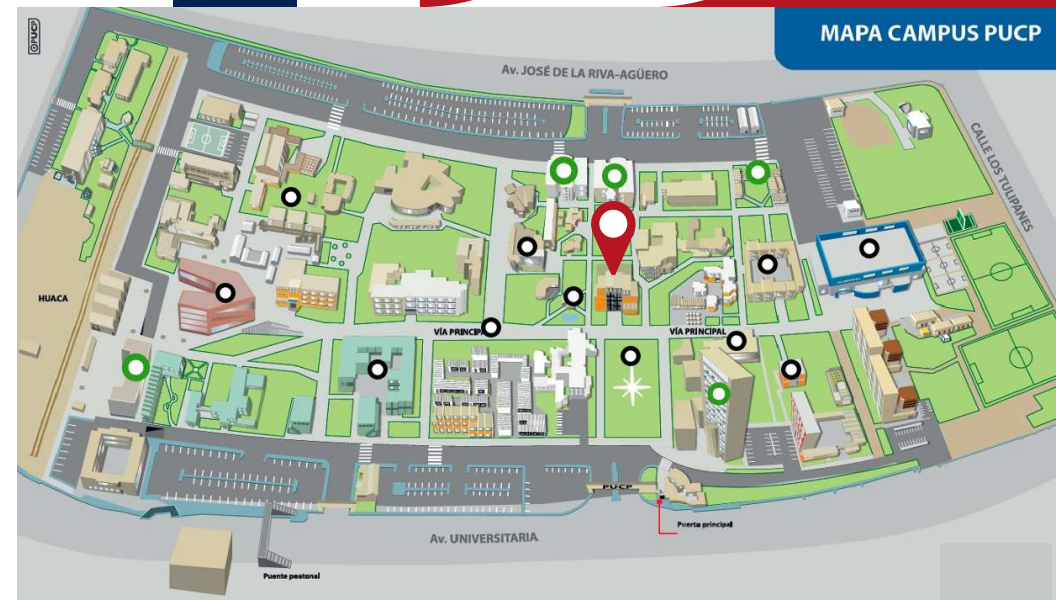 ©PUCP
MAPA CAMPUS PUCP
Av. JOSÉ DE LA RIVA-AGÜERO
CALLE LOS TULIPANES
HUACA
VÍA PRINCIPAL
VÍA PRINCIPAL
PUCP
Puerta principal
Av. UNIVERSITARIA
Puente peatonal